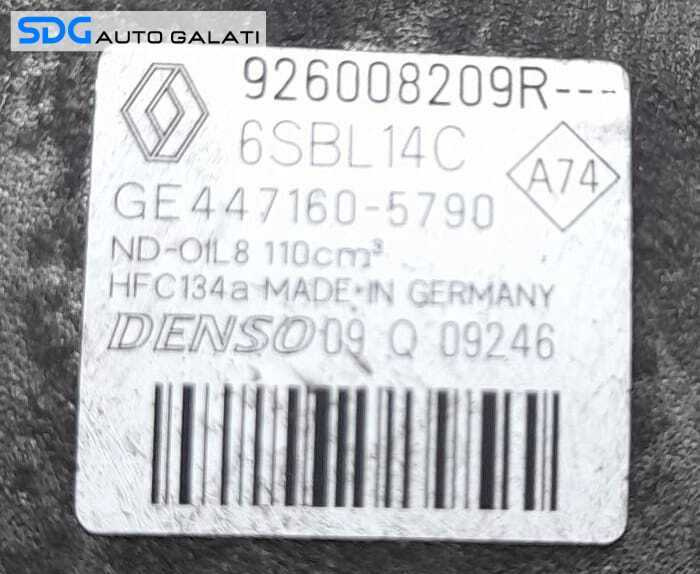 SDG AUTO GALATI
926008209R---
6SBL14C
A74
GE447160-5790
ND-OIL8 110cm³
HFC134a MADE-IN GERMANY
DENSO 09 Q 09246